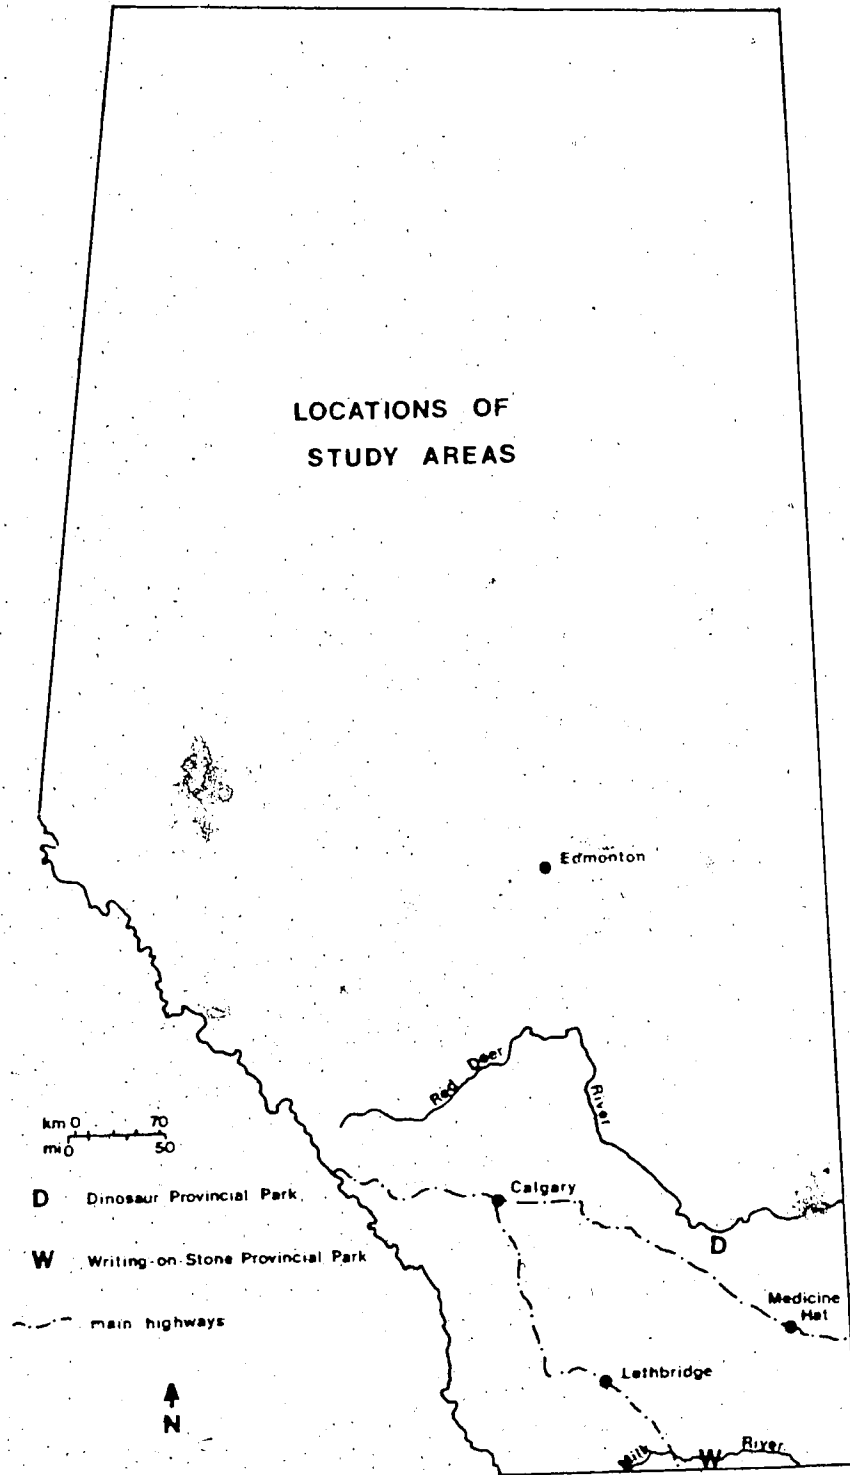 LOCATIONS OF
STUDY AREAS
Edmonton
Red Deer
River
km 0 70
mi 0 50
D Dinosaur Provincial Park
Calgary
D
W Writing-on-Stone Provincial Park
Medicine
Hat
main highways
Lethbridge
N
Milk
W
River